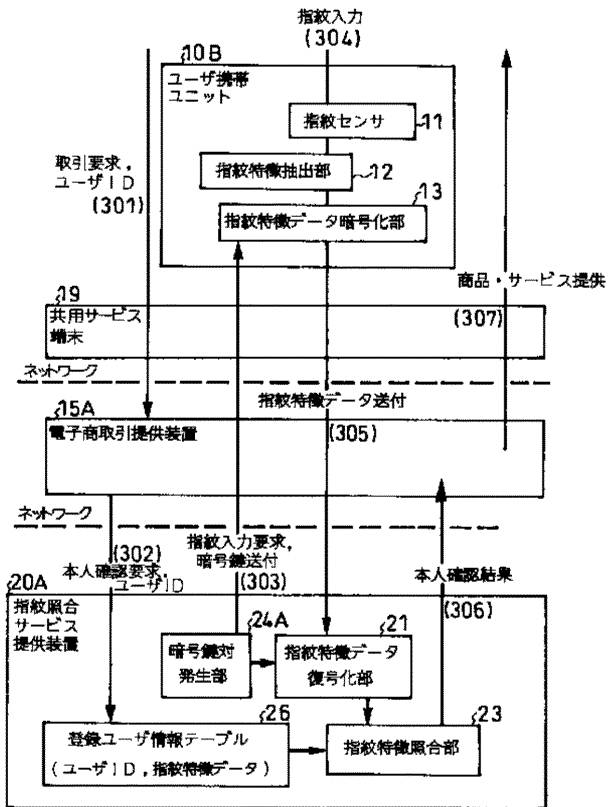 指紋入力
(304)
10B
ユーザ携帯
ユニット
指紋センサ
11
取引要求,
ユーザID
(301)
指紋特徴抽出部
12
13
指紋特徴データ暗号化部
商品・サービス提供
(307)
19
共用サービス
端末
ネットワーク
指紋特徴データ送付
(305)
15A
電子商取引提供装置
ネットワーク
(302)
本人確認要求,
ユーザID
指紋入力要求,
暗号鍵送付
(303)
本人確認結果
(306)
20A
指紋照合
サービス
提供装置
24A
暗号鍵対
発生部
21
指紋特徴データ
復号化部
26
登録ユーザ情報テーブル
(ユーザID,指紋特徴データ)
23
指紋特徴照合部